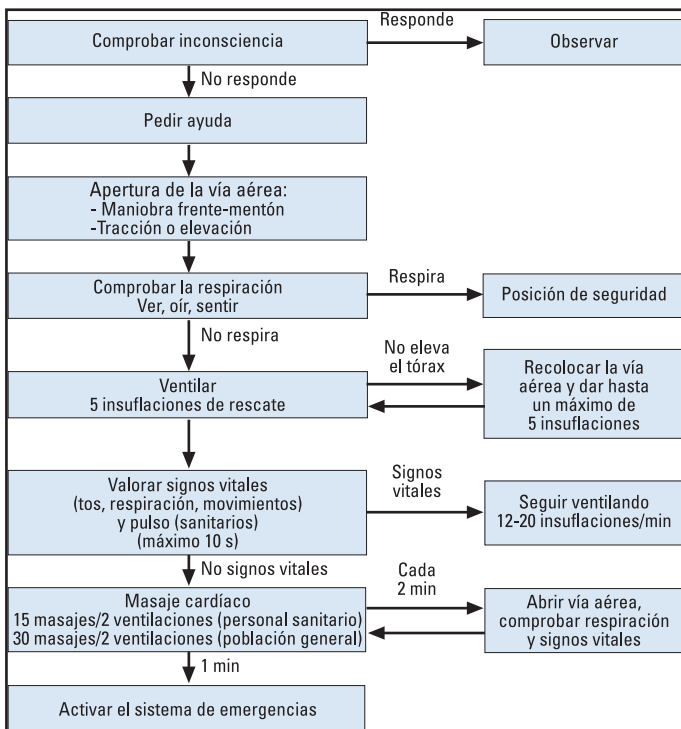 Comprobar inconsciencia
Responde
Observar
No responde
Pedir ayuda
Apertura de la vía aérea:
- Maniobra frente-mentón
-Tracción o elevación
Comprobar la respiración
Ver, oír, sentir
Respira
Posición de seguridad
No respira
Ventilar
5 insuflaciones de rescate
No eleva
el tórax
Recolocar la vía
aérea y dar hasta
un máximo de
5 insuflaciones
Valorar signos vitales
(tos, respiración, movimientos)
y pulso (sanitarios)
(máximo 10 s)
Signos
vitales
Seguir ventilando
12-20 insuflaciones/min
No signos vitales
Masaje cardíaco
15 masajes/2 ventilaciones (personal sanitario)
30 masajes/2 ventilaciones (población general)
Cada
2 min
Abrir vía aérea,
comprobar respiración
y signos vitales
1 min
Activar el sistema de emergencias